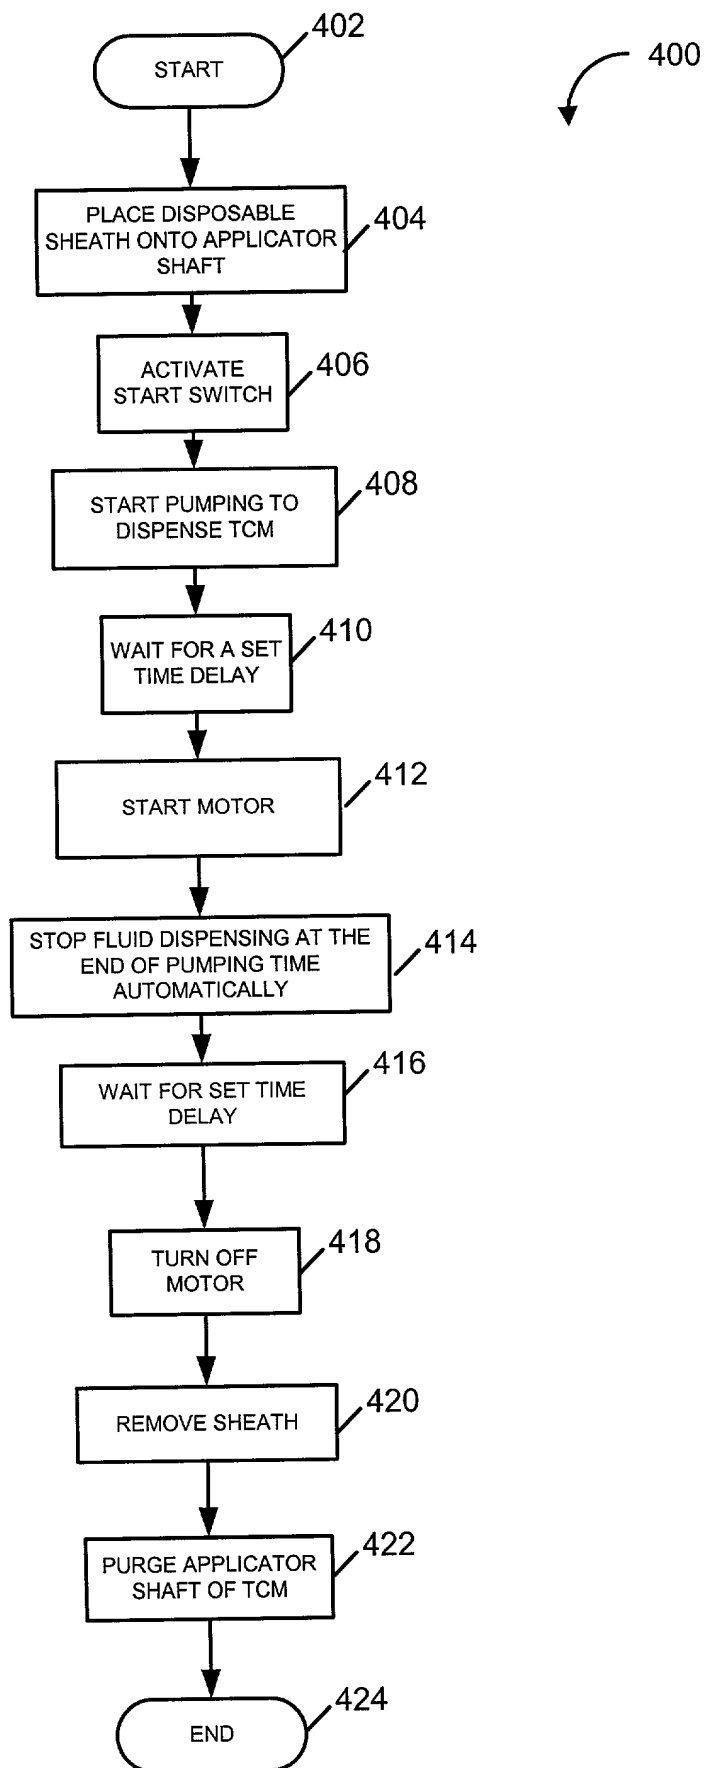 402
START
400
PLACE DISPOSABLE
SHEATH ONTO APPLICATOR
SHAFT
404
ACTIVATE
START SWITCH
406
START PUMPING TO
DISPENSE TCM
408
WAIT FOR A SET
TIME DELAY
410
START MOTOR
412
STOP FLUID DISPENSING AT THE
END OF PUMPING TIME
AUTOMATICALLY
414
WAIT FOR SET TIME
DELAY
416
TURN OFF
MOTOR
418
REMOVE SHEATH
420
PURGE APPLICATOR
SHAFT OF TCM
422
END
424